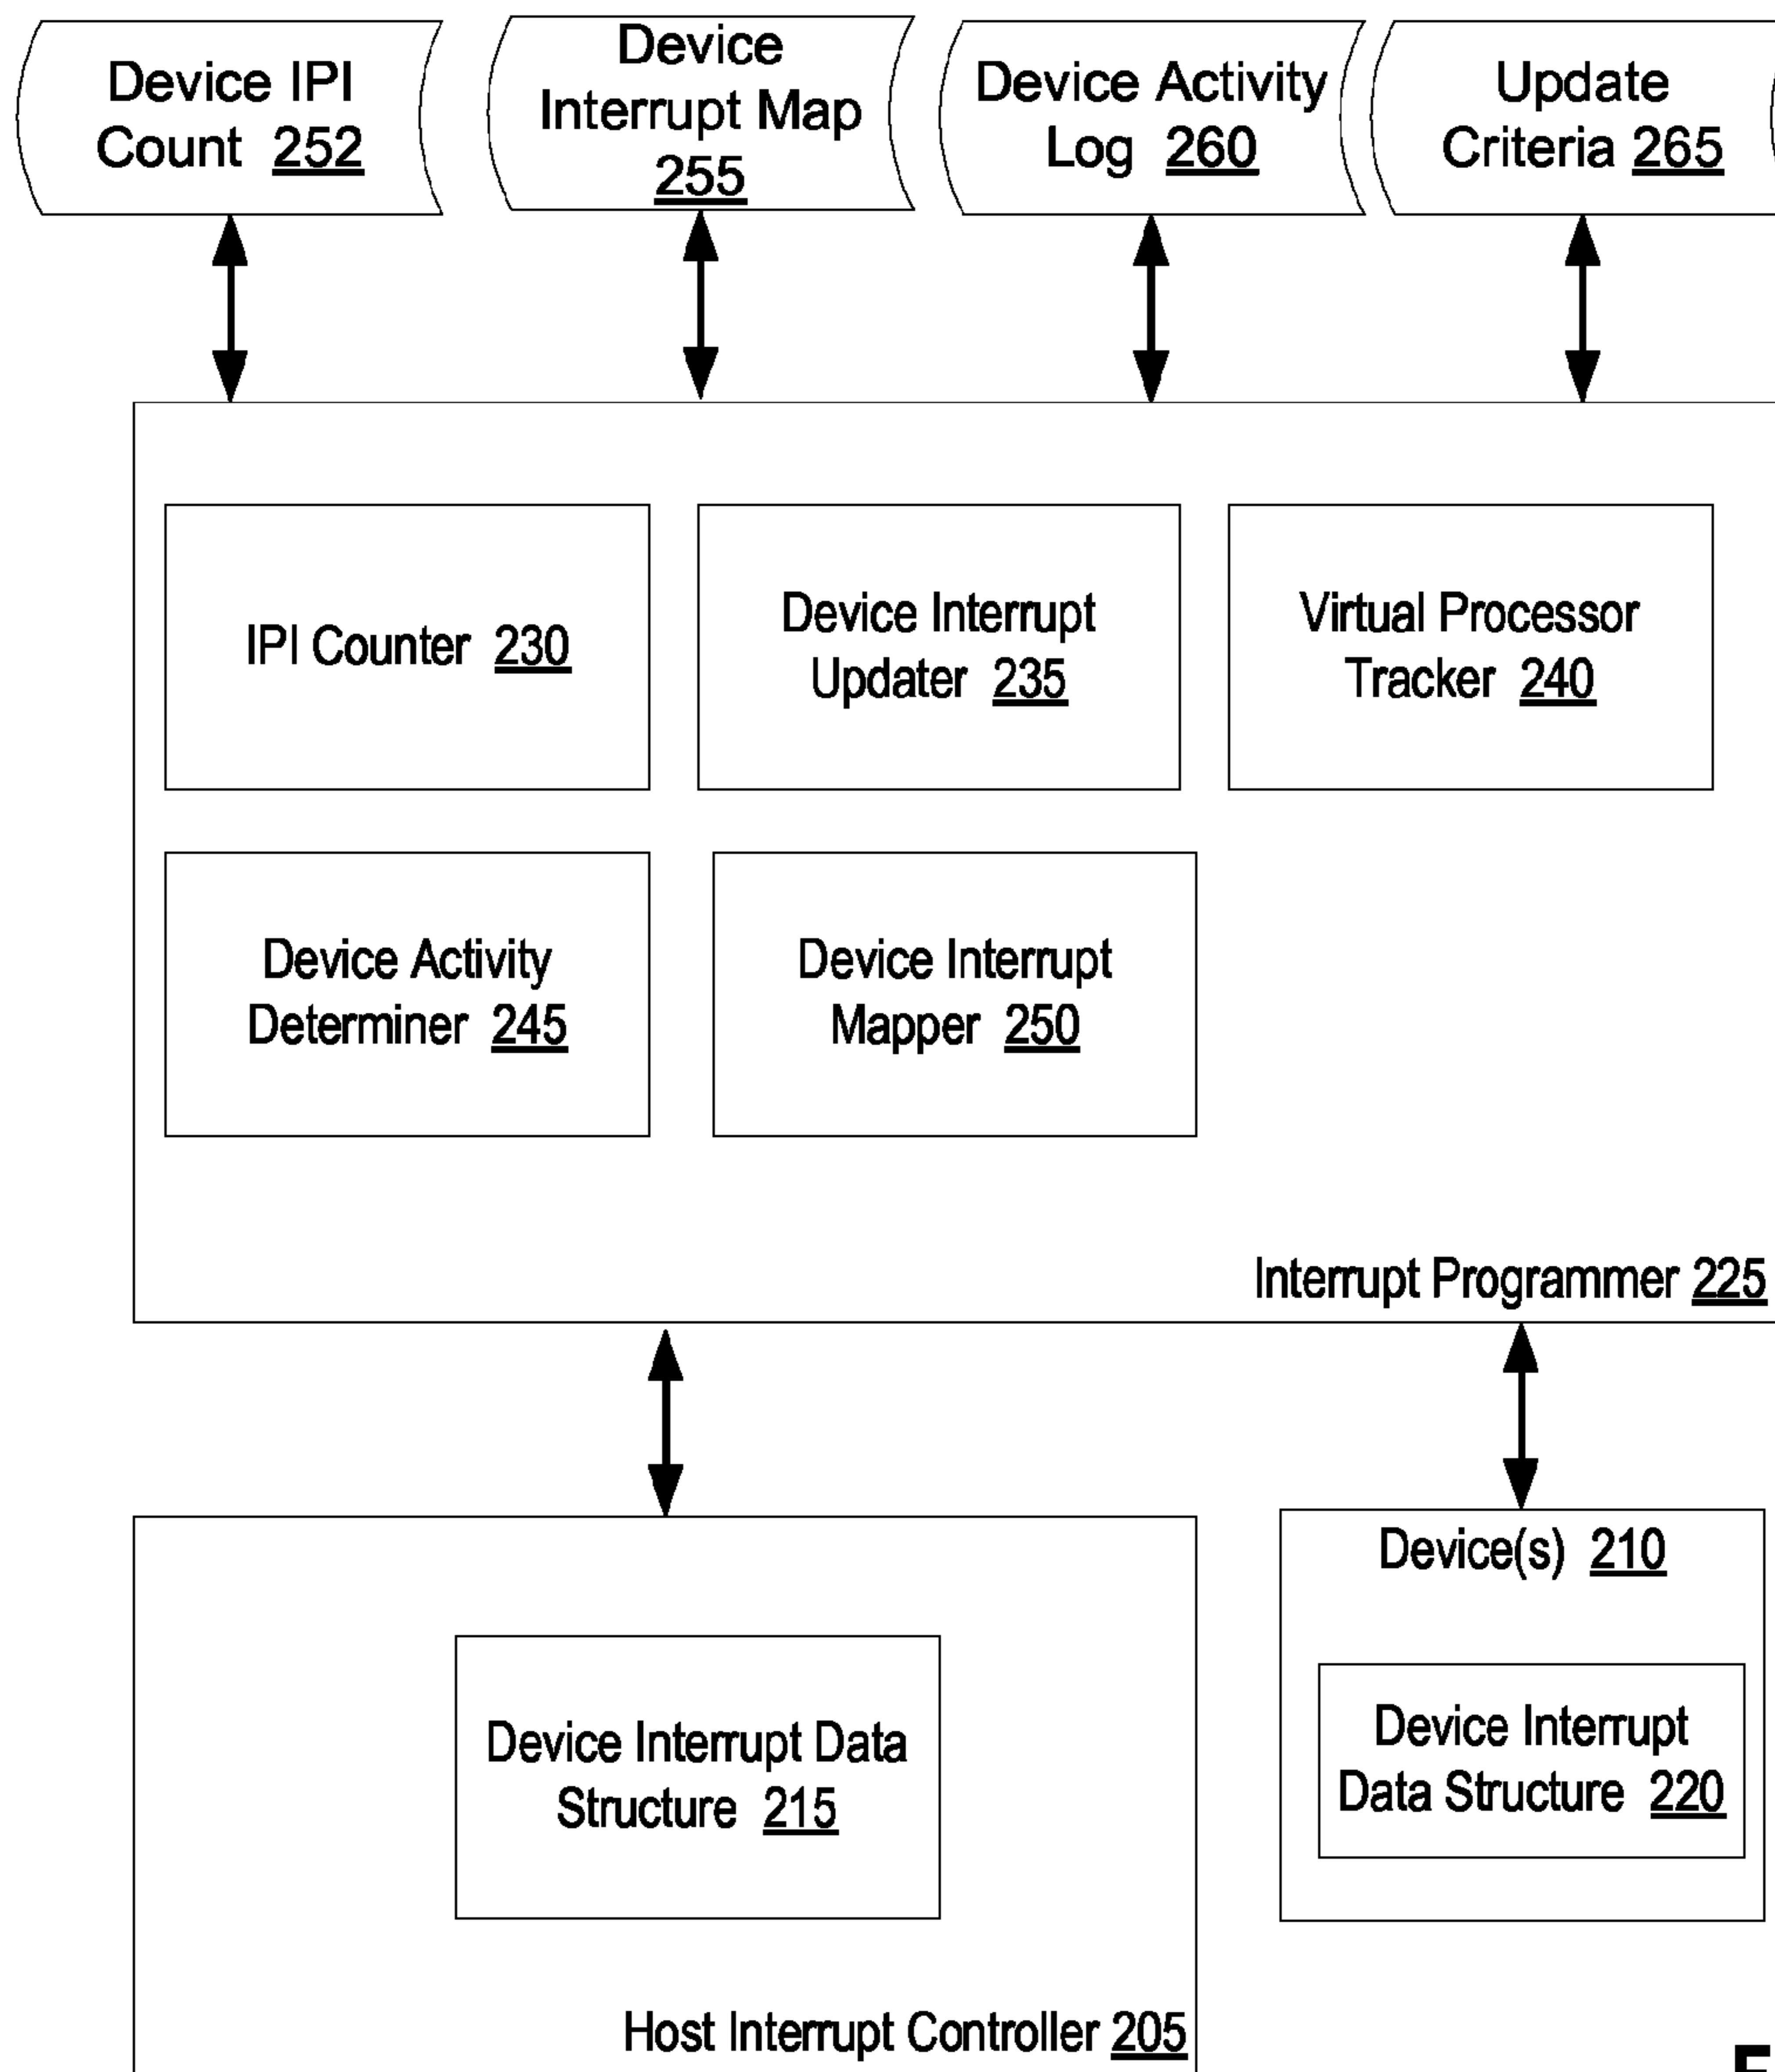 Device IPI
Count 252
Device
Interrupt Map
255
Device Activity
Log 260
Update
Criteria 265
IPI Counter 230
Device Interrupt
Updater 235
Virtual Processor
Tracker 240
Device Activity
Determiner 245
Device Interrupt
Mapper 250
Interrupt Programmer 225
Device Interrupt Data
Structure 215
Host Interrupt Controller 205
Device(s) 210
Device Interrupt
Data Structure 220